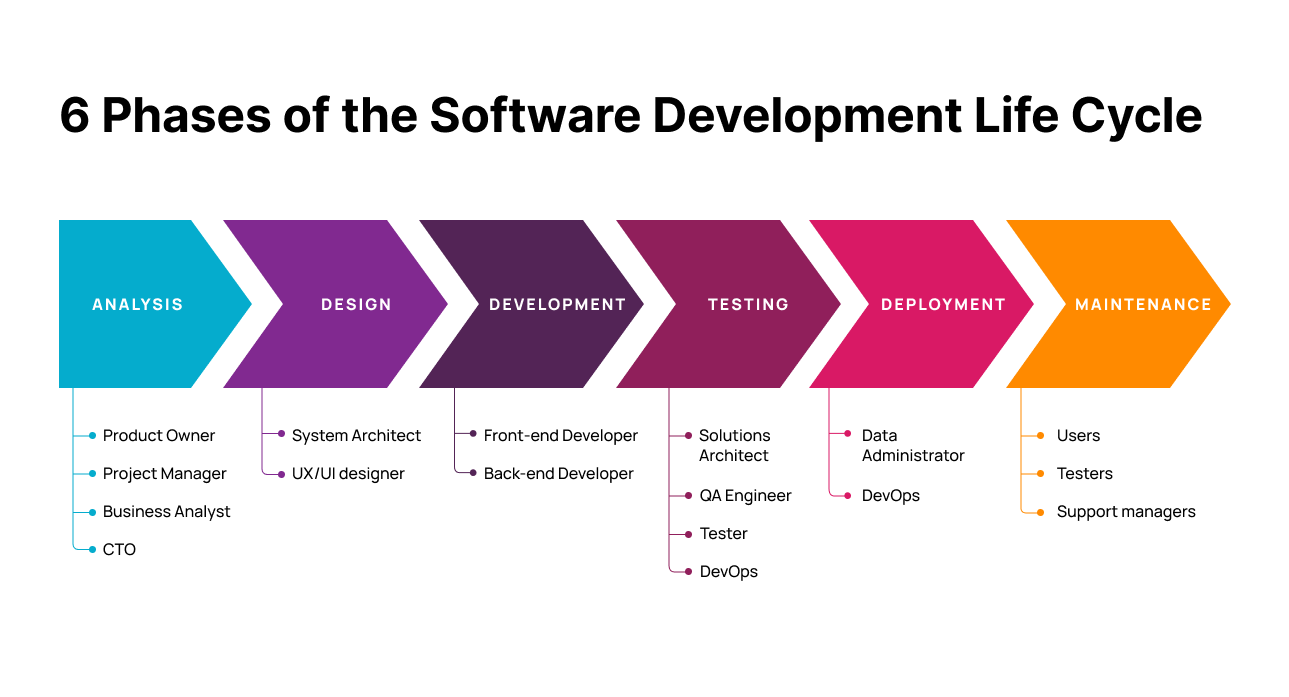 6 Phases of the Software Development Life Cycle
ANALYSIS
DESIGN
DEVELOPMENT
TESTING
DEPLOYMENT
MAINTENANCE
Product Owner
Project Manager
Business Analyst
CTO
System Architect
UX/UI designer
Front-end Developer
Back-end Developer
Solutions
Architect
QA Engineer
Tester
DevOps
Data
Administrator
DevOps
Users
Testers
Support managers